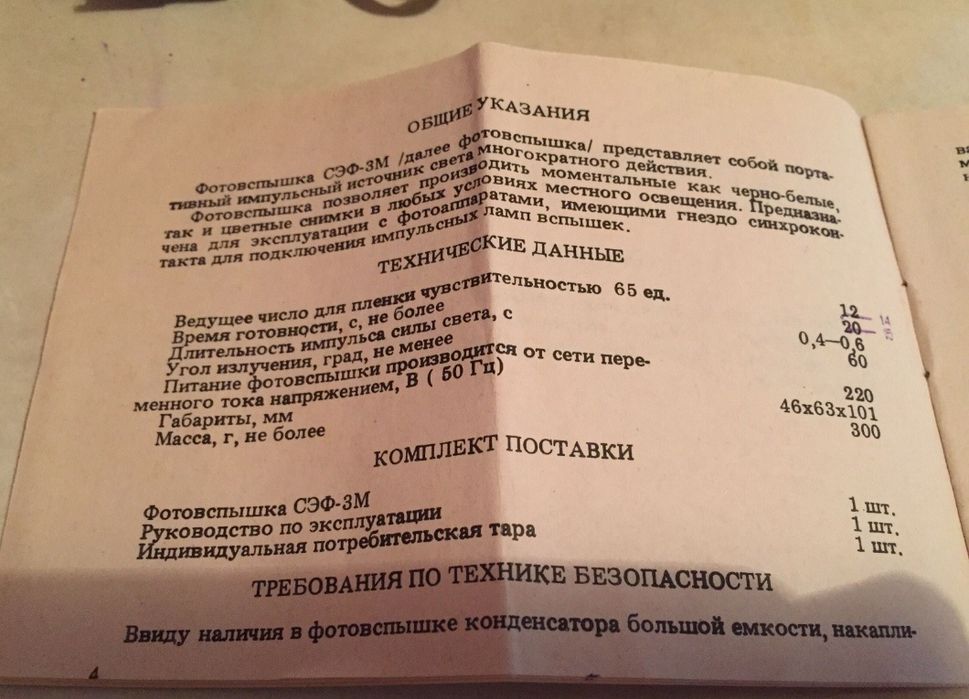 ОБЩИЕ УКАЗАНИЯ
Фотовспышка СЭФ-3М /далее фотовспышка/ представляет собой порта-
тивный импульсный источник света многократного действия.
Фотовспышка позволяет производить моментальные как черно-белые,
так и цветные снимки в любых условиях местного освещения. Предназна-
чена для эксплуатации с фотоаппаратами, имеющими гнездо синхрокон-
такта для подключения импульсных ламп вспышек.
ТЕХНИЧЕСКИЕ ДАННЫЕ
Ведущее число для пленки чувствительностью 65 ед. 12
Время готовности, с, не более 20
Длительность импульса силы света, с 0,4—0,6
Угол излучения, град, не менее 60
Питание фотовспышки производится от сети пере-
менного тока напряжением, В ( 50 Гц) 220
Габариты, мм 46х63х101
Масса, г, не более 300
КОМПЛЕКТ ПОСТАВКИ
Фотовспышка СЭФ-3М 1 шт.
Руководство по эксплуатации 1 шт.
Индивидуальная потребительская тара 1 шт.
ТРЕБОВАНИЯ ПО ТЕХНИКЕ БЕЗОПАСНОСТИ
Ввиду наличия в фотовспышке конденсатора большой емкости, накапли-
4